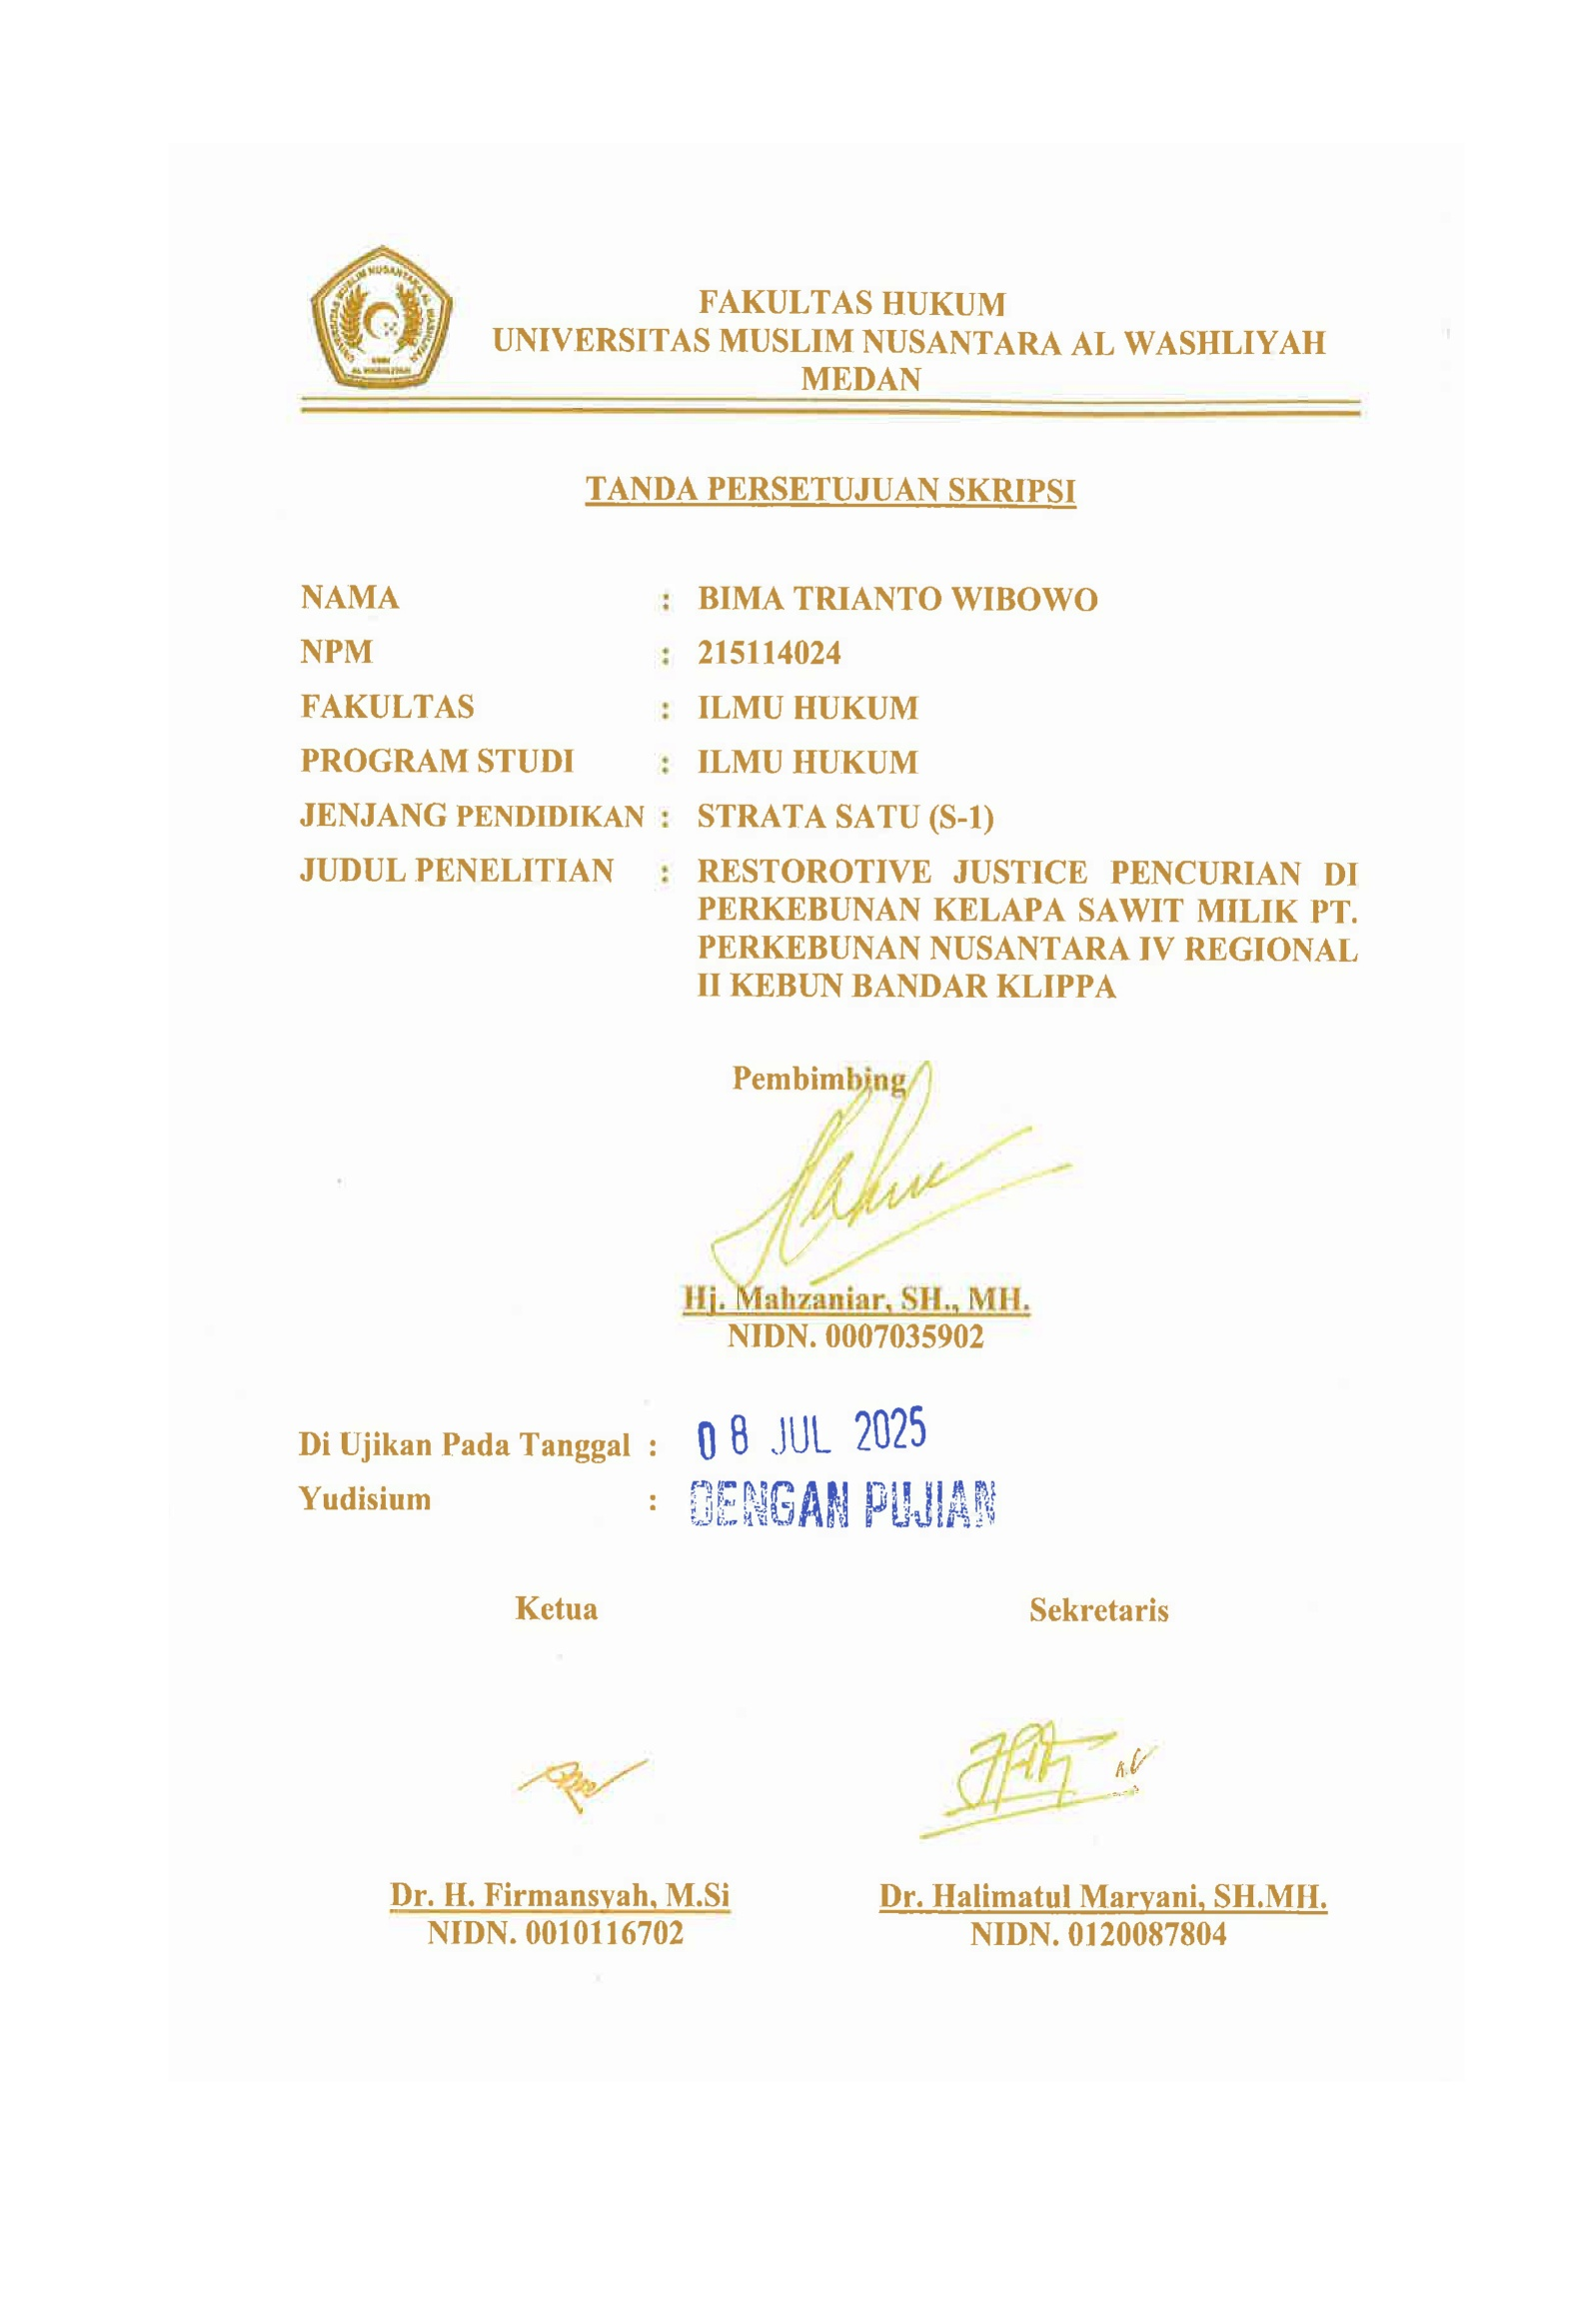 FAKULTAS HUKUM
UNIVERSITAS MUSLIM NUSANTARA AL WASHLIYAH
MEDAN
TANDA PERSETUJUAN SKRIPSI
NAMA : BIMA TRIANTO WIBOWO
NPM : 215114024
FAKULTAS : ILMU HUKUM
PROGRAM STUDI : ILMU HUKUM
JENJANG PENDIDIKAN : STRATA SATU (S-1)
JUDUL PENELITIAN : RESTOROTIVE JUSTICE PENCURIAN DI
PERKEBUNAN KELAPA SAWIT MILIK PT.
PERKEBUNAN NUSANTARA IV REGIONAL
II KEBUN BANDAR KLIPPA
Pembimbing
Hj. Mahzaniar, SH., MH.
NIDN. 0007035902
Di Ujikan Pada Tanggal : 08 JUL 2025
Yudisium : DENGAN PUJIAN
Ketua Sekretaris
Dr. H. Firmansyah, M.Si Dr. Halimatul Maryani, SH.MH.
NIDN. 0010116702 NIDN. 0120087804